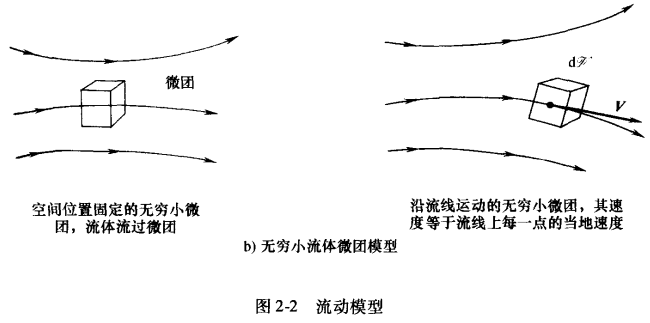 微团
d𝒱
V
空间位置固定的无穷小微
团，流体流过微团
沿流线运动的无穷小微团，其速
度等于流线上每一点的当地速度
b) 无穷小流体微团模型
图 2-2　流动模型